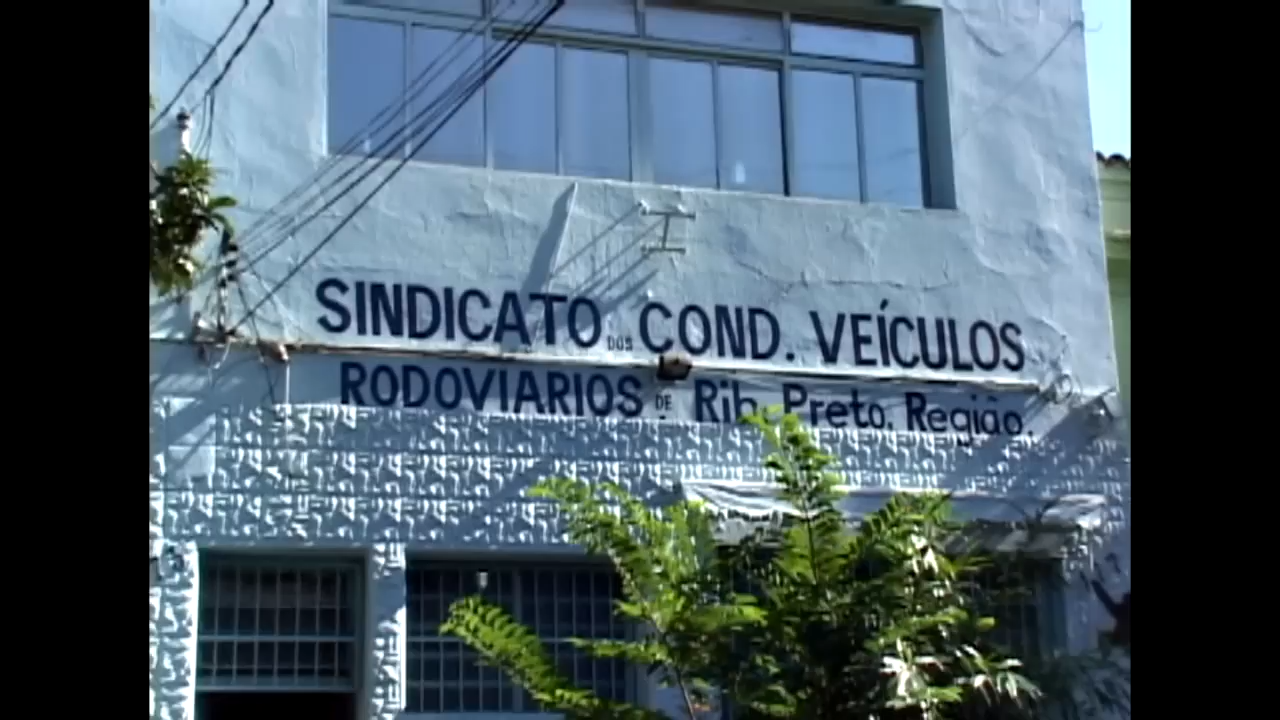 SINDICATO DOS COND. VEÍCULOS
RODOVIARIOS DE Rib. Preto. Região.